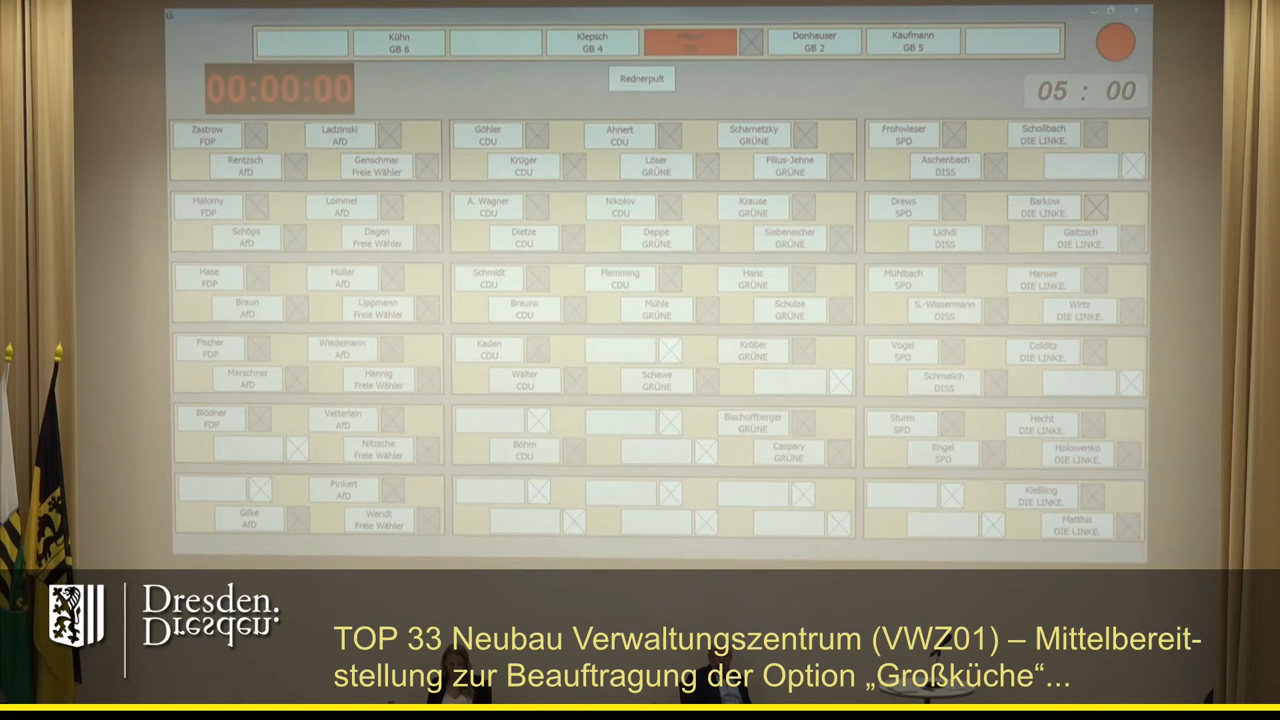 Kühn
GB 6
Klepsch
GB 4
Donhauser
GB 2
Kaufmann
GB 5
00:00:00
Rednerpult
05 : 00
Zastrow
FDP
Ladzinski
AfD
Rentzsch
AfD
Genschmar
Freie Wähler
Göhler
CDU
Ahnert
CDU
Scharnetzky
GRÜNE
Krüger
CDU
Löser
GRÜNE
Filius-Jehne
GRÜNE
Frohwieser
SPD
Schollbach
DIE LINKE.
Aschenbach
DISS
Malorny
FDP
Lommel
AfD
Schöps
AfD
Degen
Freie Wähler
A. Wagner
CDU
Nikolov
CDU
Krause
GRÜNE
Dietze
CDU
Deppe
GRÜNE
Siebeneicher
GRÜNE
Drews
SPD
Barkow
DIE LINKE.
Lichdi
DISS
Gaitzsch
DIE LINKE.
Hase
FDP
Müller
AfD
Braun
AfD
Lippmann
Freie Wähler
Schmidt
CDU
Flemming
CDU
Hans
GRÜNE
Brauns
CDU
Mühle
GRÜNE
Schulze
GRÜNE
Mühlbach
SPD
Hanser
DIE LINKE.
S.-Wissermann
DISS
Wirtz
DIE LINKE.
Fischer
FDP
Wiedemann
AfD
Marschner
AfD
Hannig
Freie Wähler
Kaden
CDU
Kröber
GRÜNE
Walter
CDU
Schewe
GRÜNE
Vogel
SPD
Colditz
DIE LINKE.
Schmelich
DISS
Blödner
FDP
Vetterlein
AfD
Nitzsche
Freie Wähler
Bischoffberger
GRÜNE
Böhm
CDU
Caspary
GRÜNE
Sturm
SPD
Hecht
DIE LINKE.
Engel
SPD
Holowenko
DIE LINKE.
Pinkert
AfD
Gilke
AfD
Wendt
Freie Wähler
Kießling
DIE LINKE.
Matthis
DIE LINKE.
Dresden.
Dresden.
TOP 33 Neubau Verwaltungszentrum (VWZ01) – Mittelbereit-
stellung zur Beauftragung der Option „Großküche“...